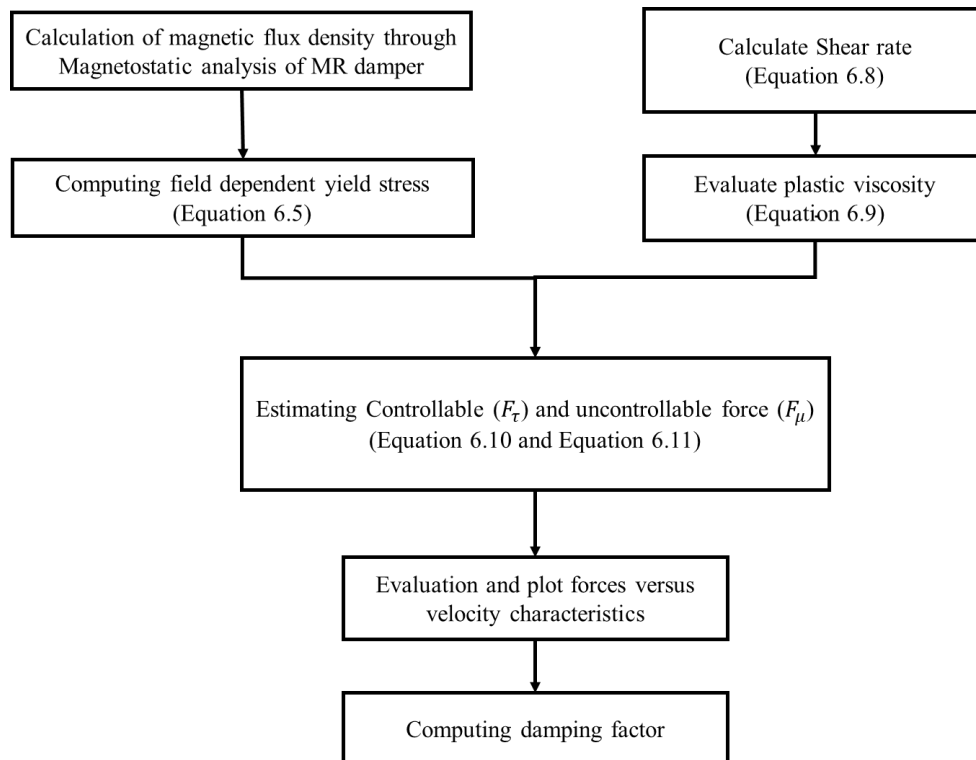 Calculation of magnetic flux density through
Magnetostatic analysis of MR damper
Calculate Shear rate
(Equation 6.8)
Computing field dependent yield stress
(Equation 6.5)
Evaluate plastic viscosity
(Equation 6.9)
Estimating Controllable (F_τ) and uncontrollable force (F_μ)
(Equation 6.10 and Equation 6.11)
Evaluation and plot forces versus
velocity characteristics
Computing damping factor